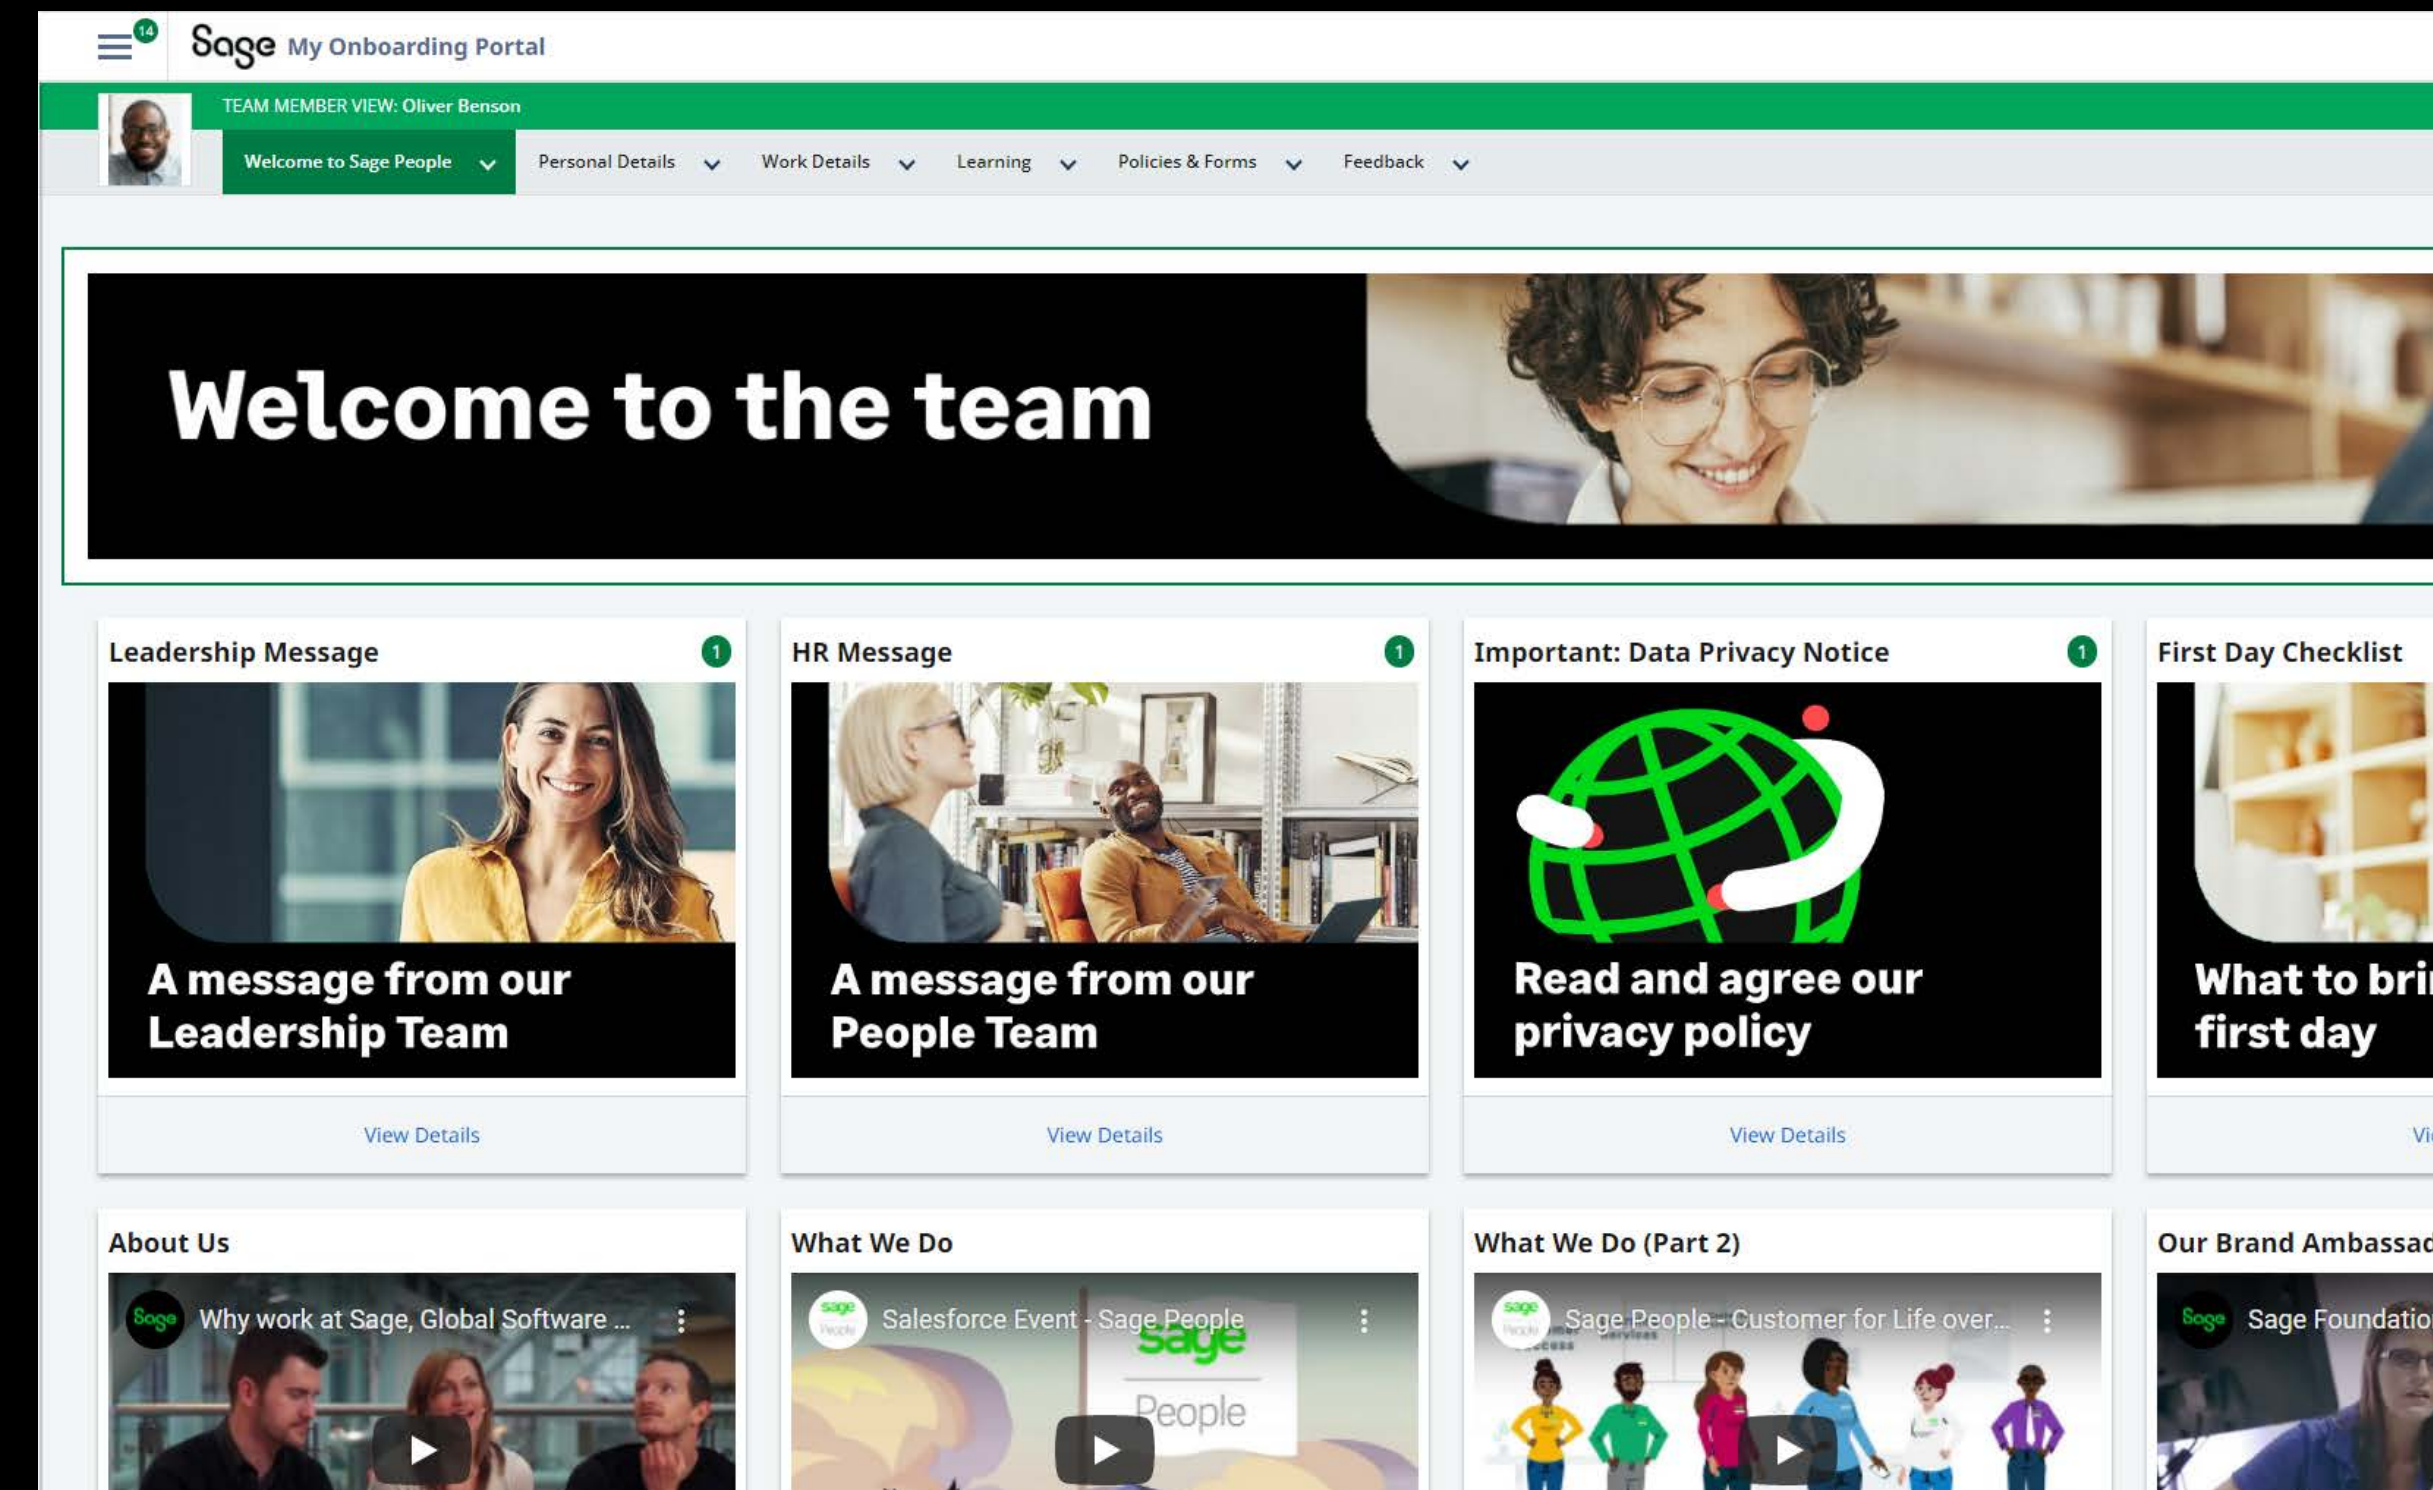 14
Sage My Onboarding Portal
TEAM MEMBER VIEW: Oliver Benson
Welcome to Sage People Personal Details Work Details Learning Policies & Forms Feedback
Welcome to the team
Leadership Message 1
A message from our
Leadership Team
View Details
HR Message 1
A message from our
People Team
View Details
Important: Data Privacy Notice 1
Read and agree our
privacy policy
View Details
First Day Checklist
What to
first day
About Us
Sage Why work at Sage, Global Software ...
What We Do
sage People Salesforce Event - Sage People
sage
People
What We Do (Part 2)
sage People Sage People - Customer for Life over...
Our Brand
Sage Sage